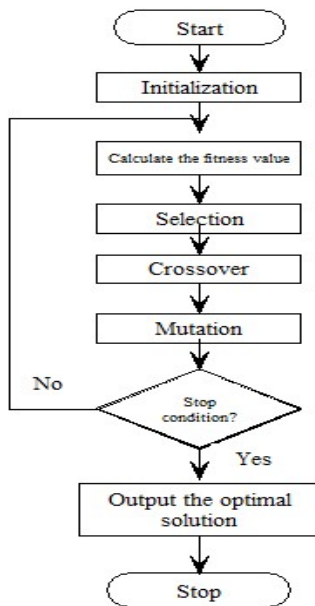 Start
Initialization
Calculate the fitness value
Selection
Crossover
Mutation
No
Stop
condition?
Yes
Output the optimal
solution
Stop